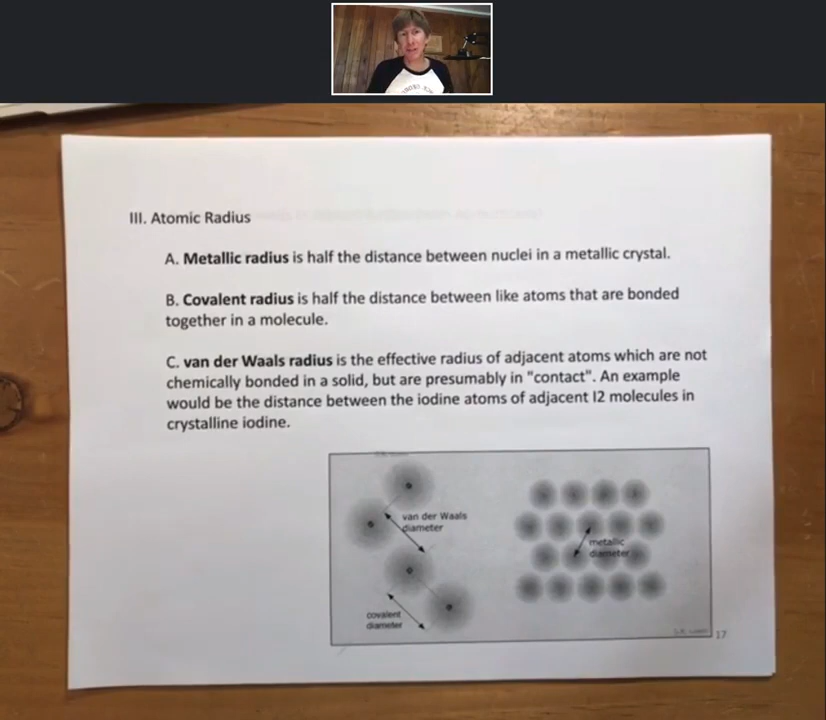 III. Atomic Radius
A. Metallic radius is half the distance between nuclei in a metallic crystal.
B. Covalent radius is half the distance between like atoms that are bonded
together in a molecule.
C. van der Waals radius is the effective radius of adjacent atoms which are not
chemically bonded in a solid, but are presumably in "contact". An example
would be the distance between the iodine atoms of adjacent I2 molecules in
crystalline iodine.
van der Waals
diameter
covalent
diameter
metallic
diameter
17